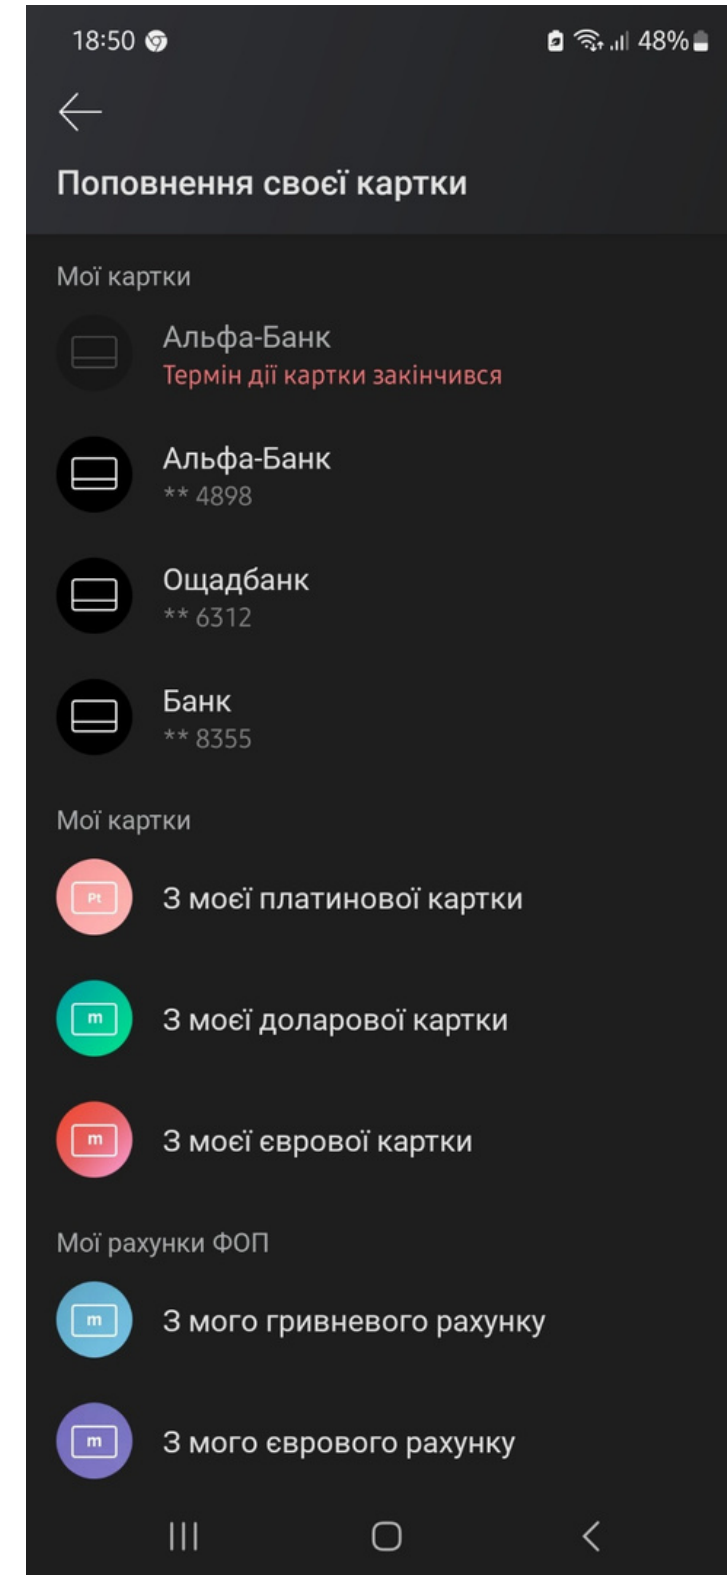 18:50
48%
Поповнення своєї картки
Мої картки
Альфа-Банк
Термін дії картки закінчився
Альфа-Банк
** 4898
Ощадбанк
** 6312
Банк
** 8355
Мої картки
Pt
З моєї платинової картки
m
З моєї доларової картки
m
З моєї єврової картки
Мої рахунки ФОП
m
З мого гривневого рахунку
m
З мого єврового рахунку